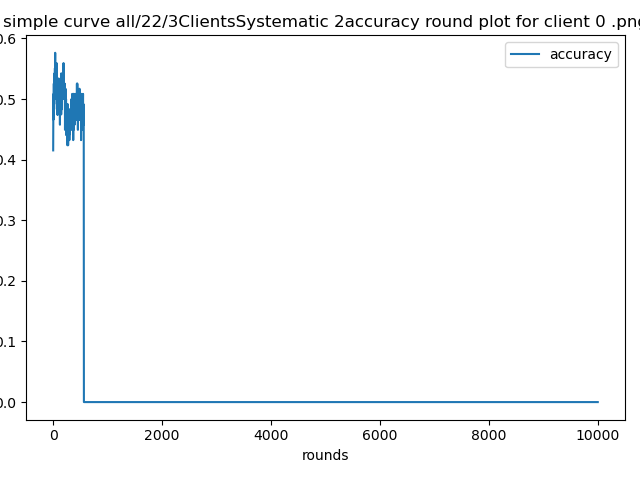 simple curve all/22/3ClientsSystematic 2accuracy round plot for client 0 .png
accuracy
0.6
0.5
0.4
0.3
0.2
0.1
0.0
0 2000 4000 6000 8000 10000
rounds